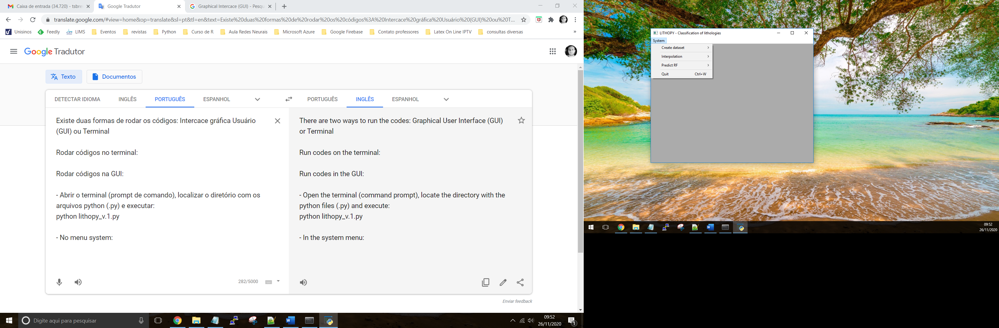 Caixa de entrada (34.720) - tsbre
Google Tradutor
Graphical Intercace (GUI) - Pesqu
translate.google.com/#view=home&op=translate&sl=pt&tl=en&text=Existe%20duas%20formas%20de%20rodar%20os%20códigos%3A%20Intercace%20gráfica%20Usuário%20(GUI)%20ou%20T...
Unisinos
Feedly
LIMS
Eventos
revistas
Python
Curso de R
Aula Redes Neurais
Microsoft Azure
Google Firebase
Contato professores
Latex On Line IPTV
consultas diversas
»
Google Tradutor
Texto
Documentos
DETECTAR IDIOMA
INGLÊS
PORTUGUÊS
ESPANHOL
PORTUGUÊS
INGLÊS
ESPANHOL
Existe duas formas de rodar os códigos: Intercace gráfica Usuário
(GUI) ou Terminal
Rodar códigos no terminal:
Rodar códigos na GUI:
- Abrir o terminal (prompt de comando), localizar o diretório com os
arquivos python (.py) e executar:
python lithopy_v.1.py
- No menu system:
282/5000
There are two ways to run the codes: Graphical User Interface (GUI)
or Terminal
Run codes on the terminal:
Run codes in the GUI:
- Open the terminal (command prompt), locate the directory with the
python files (.py) and execute:
python lithopy_v.1.py
- In the system menu:
Enviar feedback
Digite aqui para pesquisar
09:52
26/11/2020
1
LITHOPY - Classification of lithologies
System
Create dataset
Interpolation
Predict RF
Quit Ctrl+W
09:52
26/11/2020